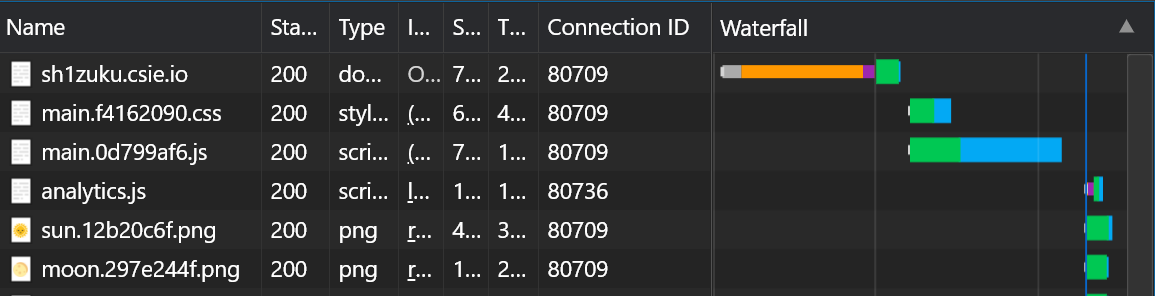 Name Sta... Type I... S... T... Connection ID Waterfall
sh1zuku.csie.io 200 do... O... 7... 2... 80709
main.f4162090.css 200 styl... (... 6... 4... 80709
main.0d799af6.js 200 scri... (... 7... 1... 80709
analytics.js 200 scri... l... 1... 1... 80736
sun.12b20c6f.png 200 png r... 4... 3... 80709
moon.297e244f.png 200 png r... 1... 2... 80709